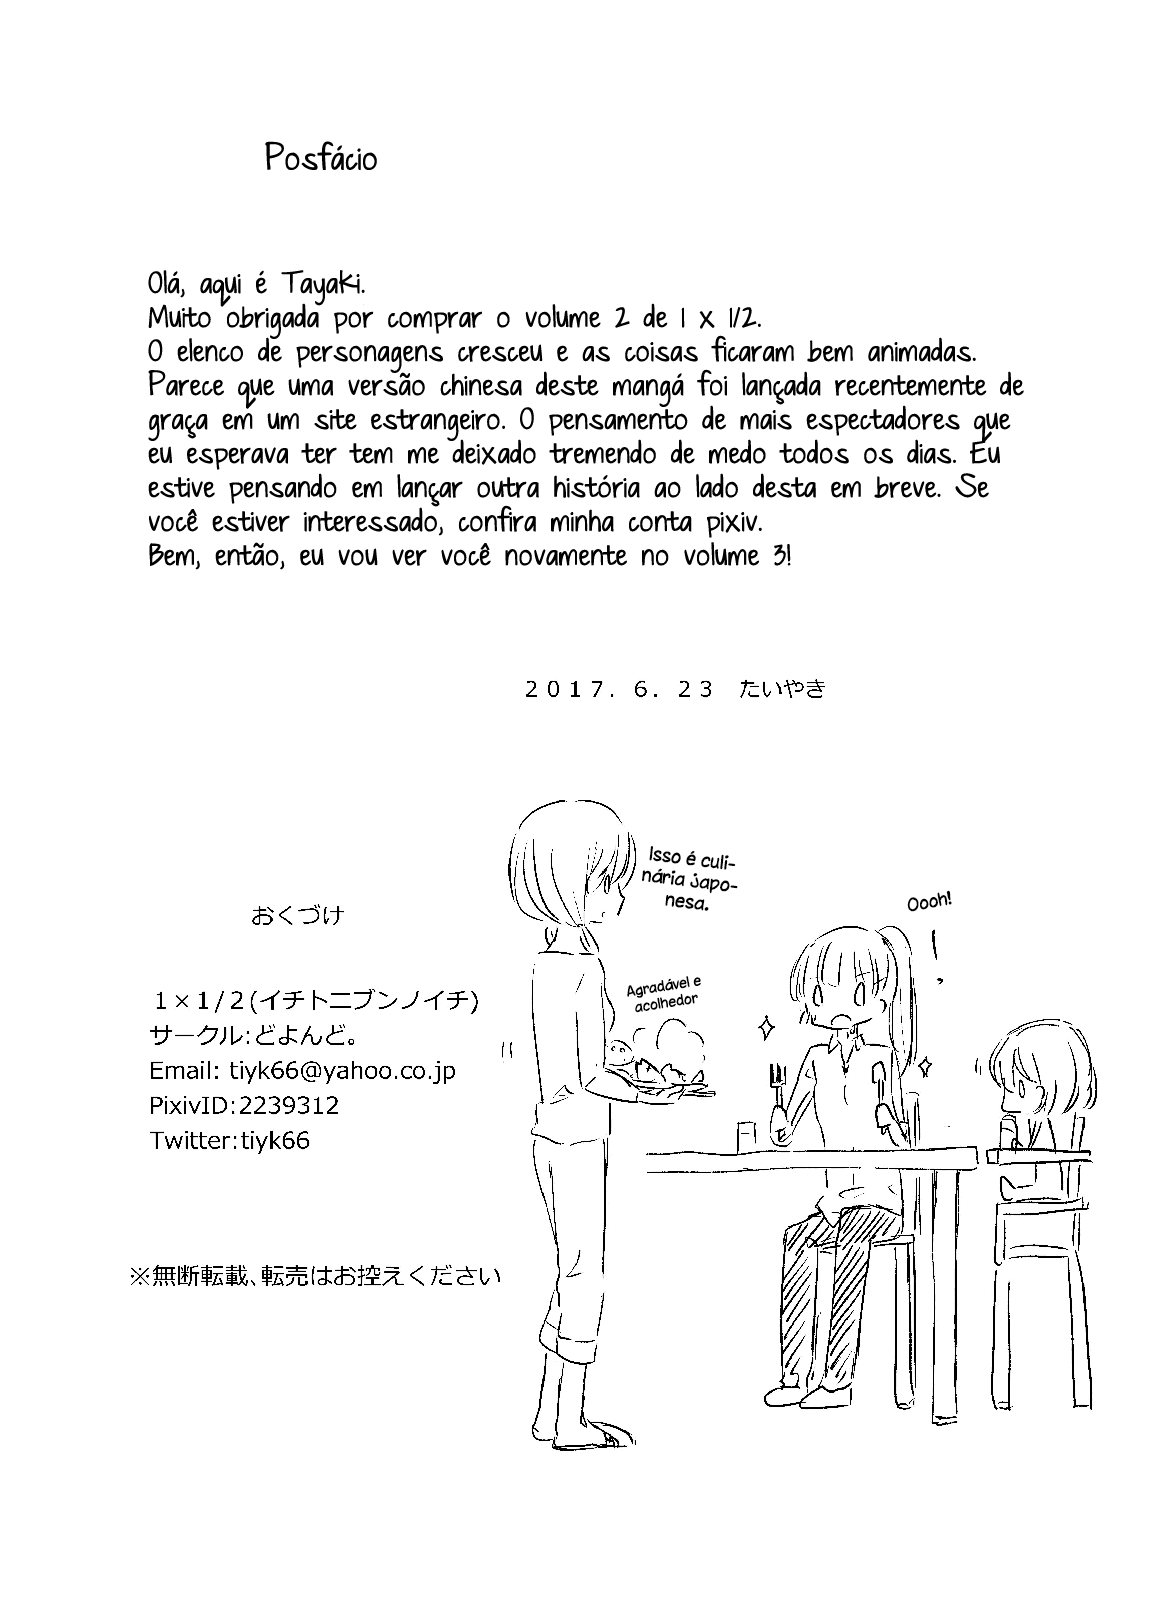 Posfácio
Olá, aqui é Tayaki.
Muito obrigada por comprar o volume 2 de 1 x 1/2.
O elenco de personagens cresceu e as coisas ficaram bem animadas.
Parece que uma versão chinesa deste mangá foi lançada recentemente de
graça em um site estrangeiro. O pensamento de mais espectadores que
eu esperava ter tem me deixado tremendo de medo todos os dias. Eu
estive pensando em lançar outra história ao lado desta em breve. Se
você estiver interessado, confira minha conta pixiv.
Bem, então, eu vou ver você novamente no volume 3!
２０１７．６．２３　たいやき
Isso é culi-
nária japo-
nesa.
Oooh!
Agradável e
acolhedor
おくづけ
１×１/２(イチトニブンノイチ)
サークル:どよんど。
Email: tiyk66@yahoo.co.jp
PixivID:2239312
Twitter:tiyk66
※無断転載、転売はお控えください